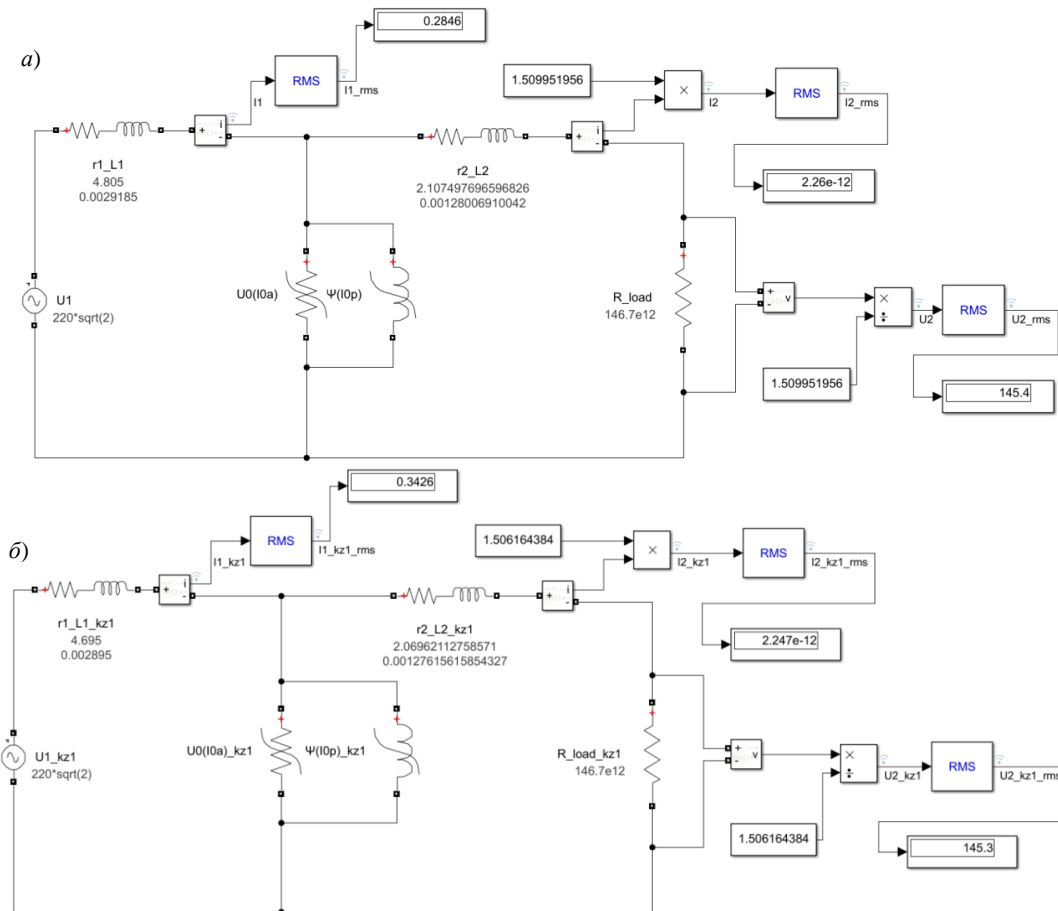 а)
0.2846
RMS
I1
I1_rms
1.509951956
×
I2
RMS
I2_rms
2.26e-12
+
i
-
r1_L1
4.805
0.0029185
+
i
-
r2_L2
2.107497696596826
0.00128006910042
U1
220*sqrt(2)
U0(I0a)
Ψ(I0p)
R_load
146.7e12
+
-
v
×
÷
U2
RMS
U2_rms
1.509951956
145.4
б)
0.3426
RMS
I1_kz1
I1_kz1_rms
1.506164384
×
I2_kz1
RMS
I2_kz1_rms
2.247e-12
+
i
-
r1_L1_kz1
4.695
0.002895
+
i
-
r2_L2_kz1
2.06962112758571
0.00127615615854327
U1_kz1
220*sqrt(2)
U0(I0a)_kz1
Ψ(I0p)_kz1
R_load_kz1
146.7e12
+
-
v
×
÷
U2_kz1
RMS
U2_kz1_rms
1.506164384
145.3